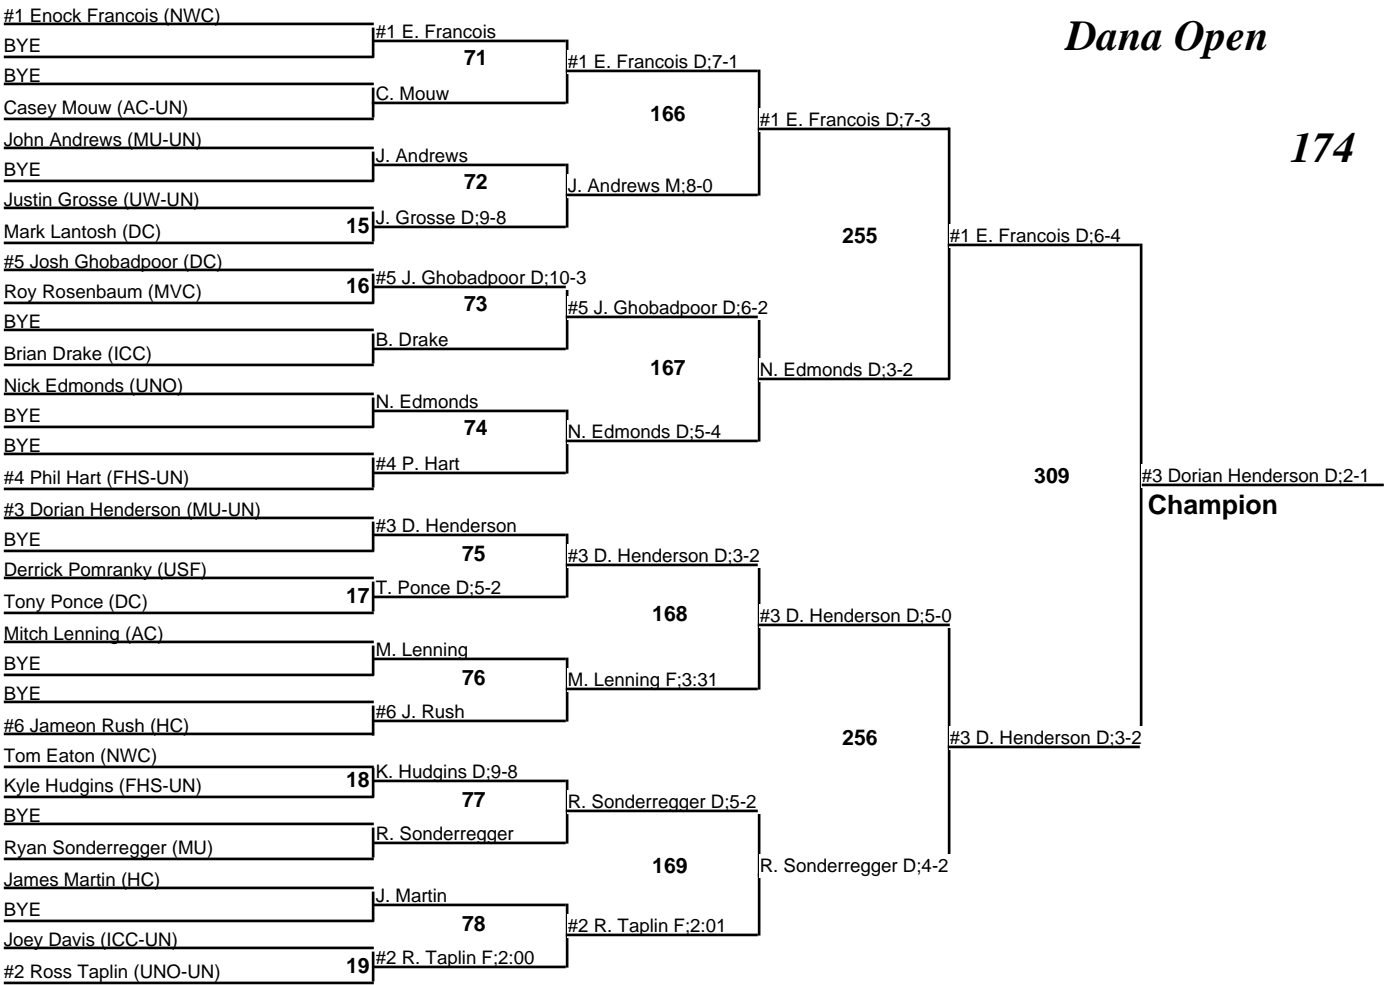 Dana Open
174
#1 Enock Francois (NWC)
BYE
BYE
Casey Mouw (AC-UN)
John Andrews (MU-UN)
BYE
Justin Grosse (UW-UN)
Mark Lantosh (DC)
#5 Josh Ghobadpoor (DC)
Roy Rosenbaum (MVC)
BYE
Brian Drake (ICC)
Nick Edmonds (UNO)
BYE
BYE
#4 Phil Hart (FHS-UN)
#3 Dorian Henderson (MU-UN)
BYE
Derrick Pomranky (USF)
Tony Ponce (DC)
Mitch Lenning (AC)
BYE
BYE
#6 Jameon Rush (HC)
Tom Eaton (NWC)
Kyle Hudgins (FHS-UN)
BYE
Ryan Sonderregger (MU)
James Martin (HC)
BYE
Joey Davis (ICC-UN)
#2 Ross Taplin (UNO-UN)
15
16
17
18
19
#1 E. Francois
71
C. Mouw
J. Andrews
72
J. Grosse D;9-8
#5 J. Ghobadpoor D;10-3
73
B. Drake
N. Edmonds
74
#4 P. Hart
#3 D. Henderson
75
T. Ponce D;5-2
M. Lenning
76
#6 J. Rush
K. Hudgins D;9-8
77
R. Sonderregger
J. Martin
78
#2 R. Taplin F;2:00
#1 E. Francois D;7-1
166
J. Andrews M;8-0
#5 J. Ghobadpoor D;6-2
167
N. Edmonds D;5-4
#3 D. Henderson D;3-2
168
M. Lenning F;3:31
R. Sonderregger D;5-2
169
#2 R. Taplin F;2:01
#1 E. Francois D;7-3
255
N. Edmonds D;3-2
#3 D. Henderson D;5-0
256
R. Sonderregger D;4-2
#1 E. Francois D;6-4
309
#3 D. Henderson D;3-2
#3 Dorian Henderson D;2-1
Champion